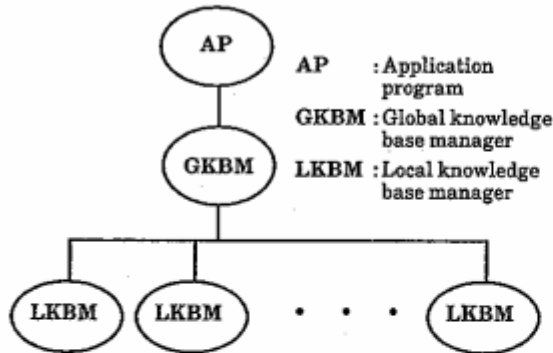 AP
AP : Application
program
GKBM : Global knowledge
base manager
GKBM
LKBM : Local knowledge
base manager
LKBM LKBM . . . LKBM